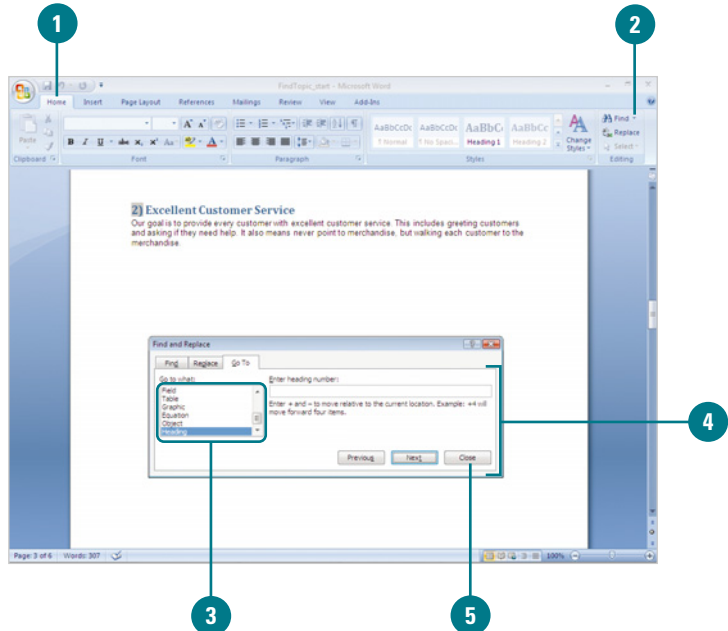 1
2
FindTopic_start - Microsoft Word
Home Insert Page Layout References Mailings Review View Add-Ins
Paste
B I U abe x, x² Aa A
A A
AaBbCcDc AaBbCcDc AaBbC AaBbCc
¶ Normal ¶ No Spaci... Heading 1 Heading 2
Change Styles
Find
Replace
Select
Clipboard Font Paragraph Styles Editing
2) Excellent Customer Service
Our goal is to provide every customer with excellent customer service. This includes greeting customers
and asking if they need help. It also means never point to merchandise, but walking each customer to the
merchandise.
Find and Replace
Find Replace Go To
Go to what:
Field
Table
Graphic
Equation
Object
Heading
Enter heading number:
Enter + and – to move relative to the current location. Example: +4 will
move forward four items.
Previous Next Close
4
Page: 3 of 6 Words: 307 100%
3
5